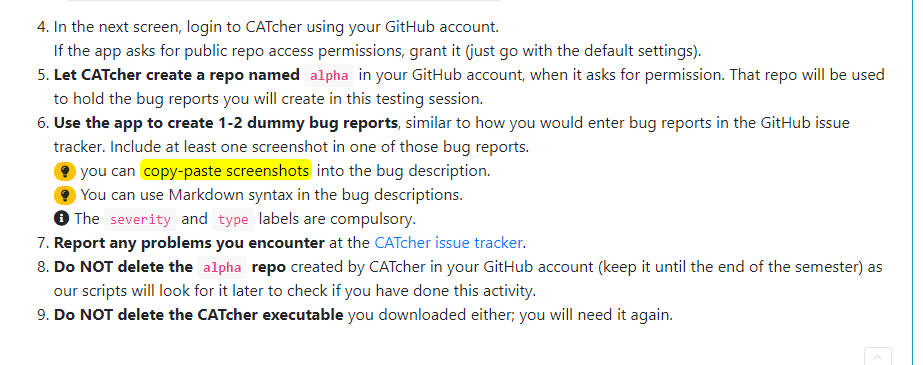 4. In the next screen, login to CATcher using your GitHub account.
If the app asks for public repo access permissions, grant it (just go with the default settings).
5. Let CATcher create a repo named alpha in your GitHub account, when it asks for permission. That repo will be used
to hold the bug reports you will create in this testing session.
6. Use the app to create 1-2 dummy bug reports, similar to how you would enter bug reports in the GitHub issue
tracker. Include at least one screenshot in one of those bug reports.
you can copy-paste screenshots into the bug description.
You can use Markdown syntax in the bug descriptions.
The severity and type labels are compulsory.
7. Report any problems you encounter at the CATcher issue tracker.
8. Do NOT delete the alpha repo created by CATcher in your GitHub account (keep it until the end of the semester) as
our scripts will look for it later to check if you have done this activity.
9. Do NOT delete the CATcher executable you downloaded either; you will need it again.